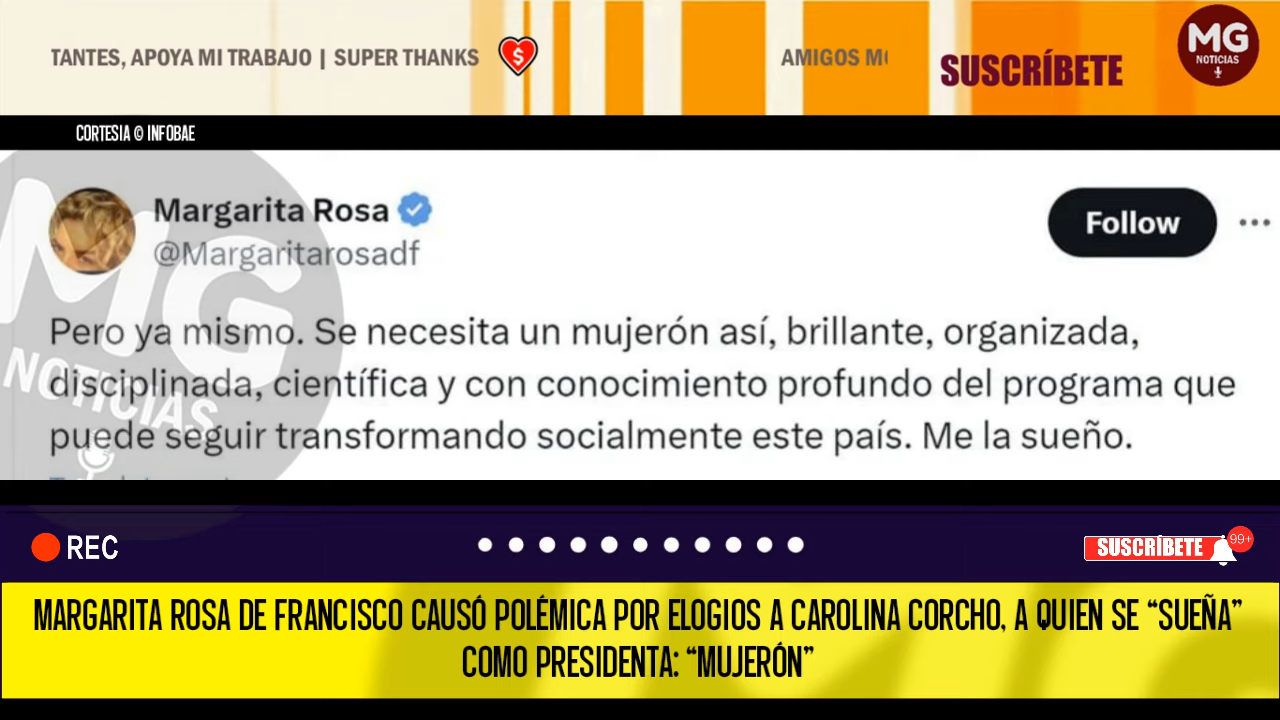 TANTES, APOYA MI TRABAJO | SUPER THANKS
$
AMIGOS
SUSCRÍBETE
MG
NOTICIAS
CORTESIA © INFOBAE
Margarita Rosa
@Margaritarosadf
Follow
Pero ya mismo. Se necesita un mujerón así, brillante, organizada,
disciplinada, científica y con conocimiento profundo del programa que
puede seguir transformando socialmente este país. Me la sueño.
MG
NOTICIAS
REC
SUSCRÍBETE
99+
MARGARITA ROSA DE FRANCISCO CAUSÓ POLÉMICA POR ELOGIOS A CAROLINA CORCHO, A QUIEN SE “SUEÑA”
COMO PRESIDENTA: “MUJERÓN”